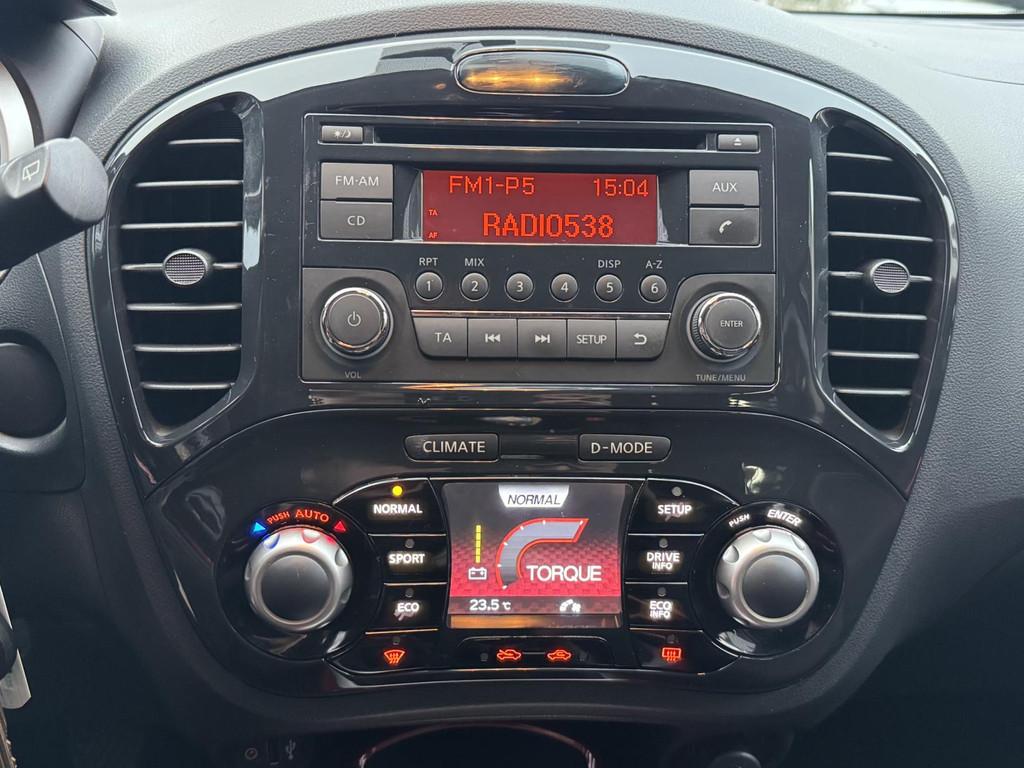 FM-AM
CD
FM1-P5 15:04
TA
AF
RADIO538
AUX
RPT MIX DISP A-Z
1 2 3 4 5 6
TA SETUP
ENTER
VOL
TUNE/MENU
CLIMATE D-MODE
PUSH AUTO
NORMAL
SPORT
ECO
NORMAL
TORQUE
23.5 °C
SETUP
DRIVE
INFO
ECO
INFO
PUSH ENTER